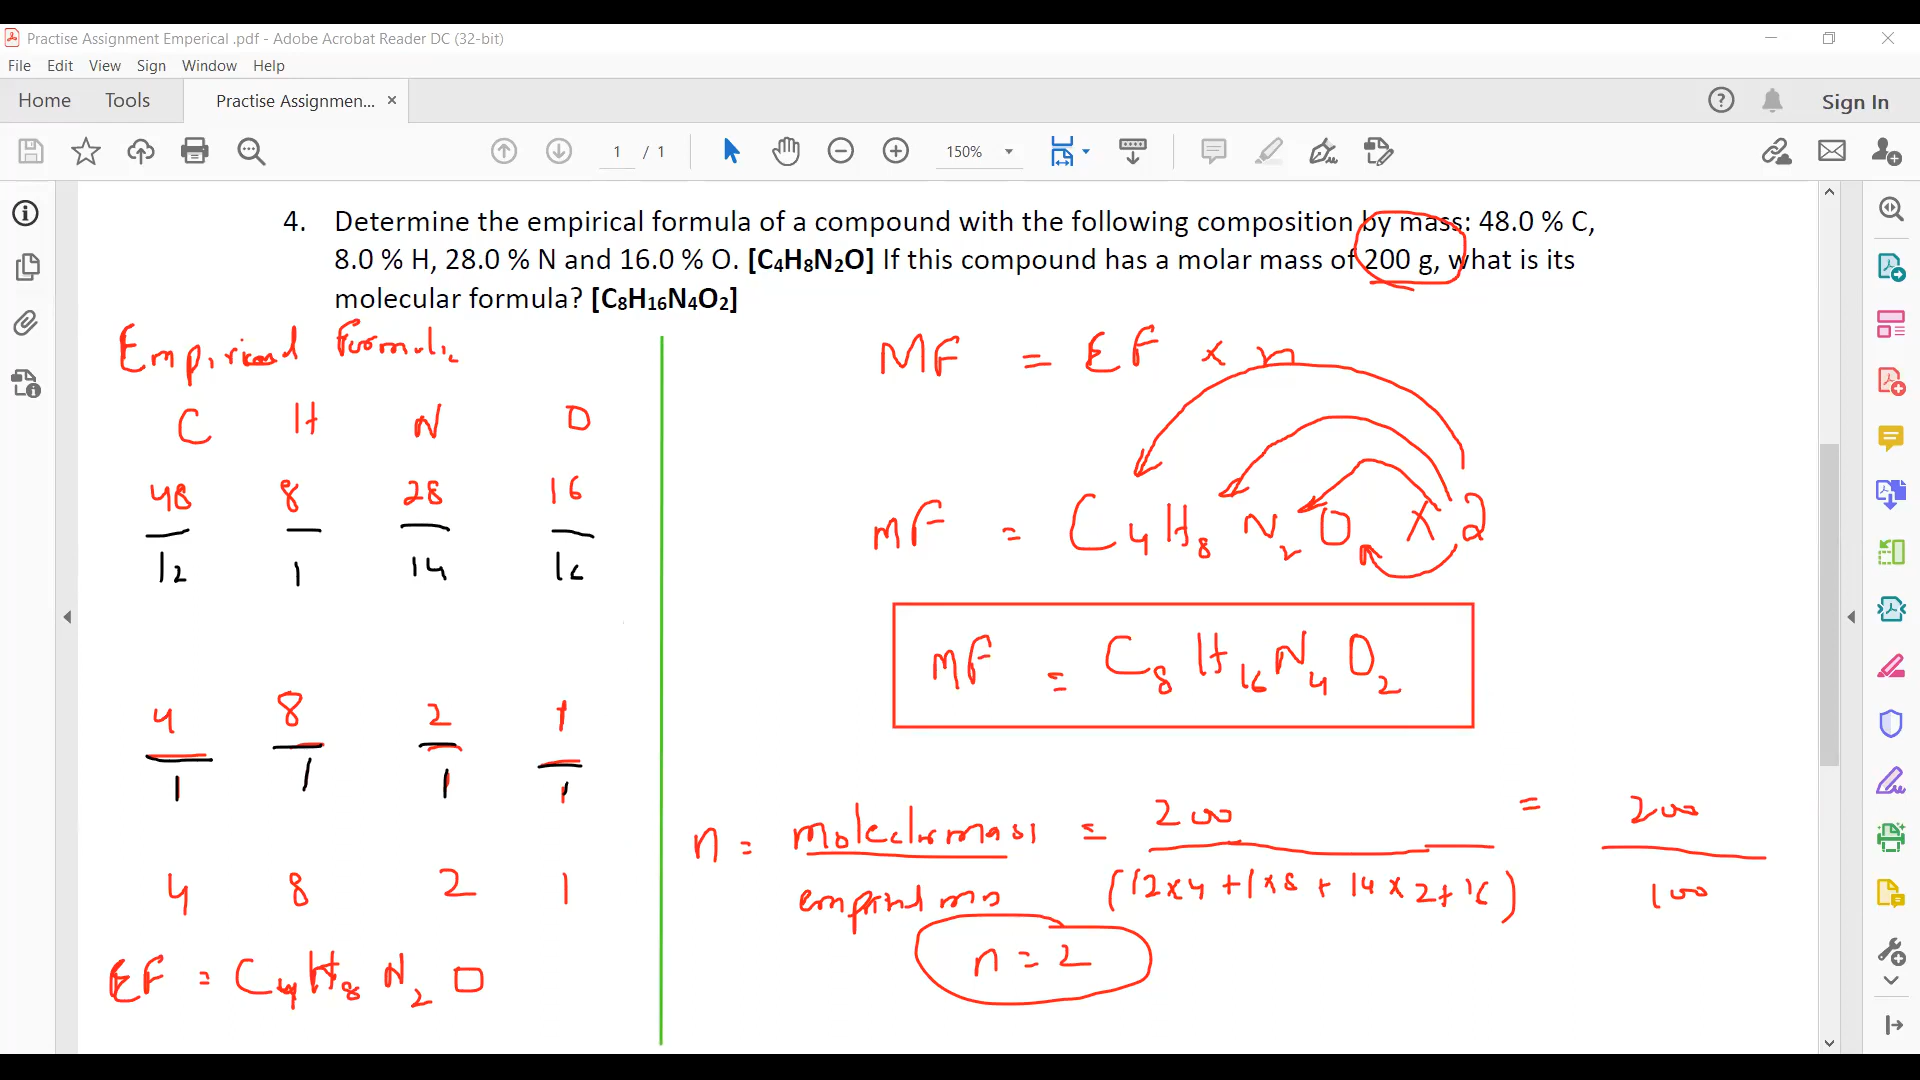 Practise Assignment Emperical .pdf - Adobe Acrobat Reader DC (32-bit)
File Edit View Sign Window Help
Home Tools Practise Assignmen... × Sign In
1 / 1 150%
4. Determine the empirical formula of a compound with the following composition by mass: 48.0 % C,
8.0 % H, 28.0 % N and 16.0 % O. [C₄H₈N₂O] If this compound has a molar mass of 200 g, what is its
molecular formula? [C₈H₁₆N₄O₂]
Empirical Formula
C H N O
48 8 28 16
12 1 14 16
4 8 2 1
1 1 1 1
4 8 2 1
EF = C₄H₈N₂O
MF = EF × n
MF = C₄H₈N₂O × 2
MF = C₈H₁₆N₄O₂
n = = 200 = 200
(12×4 + 1×8 + 14×2 + 16) 100
n = 2